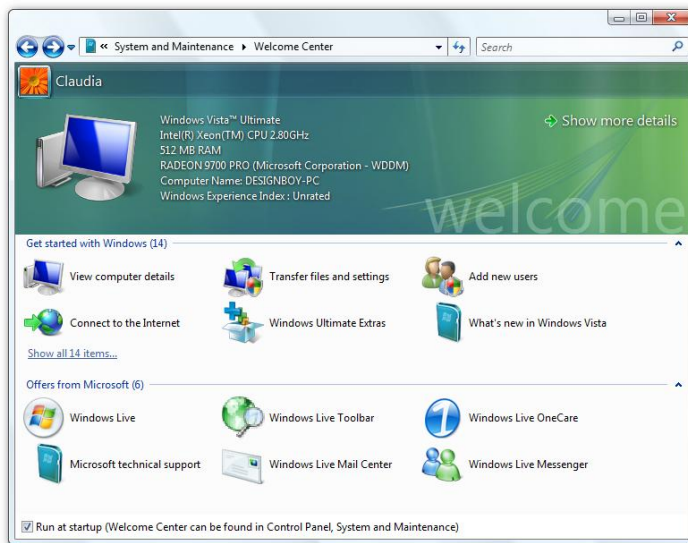 « System and Maintenance ▸ Welcome Center
Search
Claudia
Windows Vista™ Ultimate
Intel(R) Xeon(TM) CPU 2.80GHz
512 MB RAM
RADEON 9700 PRO (Microsoft Corporation - WDDM)
Computer Name: DESIGNBOY-PC
Windows Experience Index : Unrated
Show more details
welcome
Get started with Windows (14)
View computer details
Transfer files and settings
Add new users
Connect to the Internet
Windows Ultimate Extras
What's new in Windows Vista
Show all 14 items...
Offers from Microsoft (6)
Windows Live
Windows Live Toolbar
Windows Live OneCare
Microsoft technical support
Windows Live Mail Center
Windows Live Messenger
Run at startup (Welcome Center can be found in Control Panel, System and Maintenance)